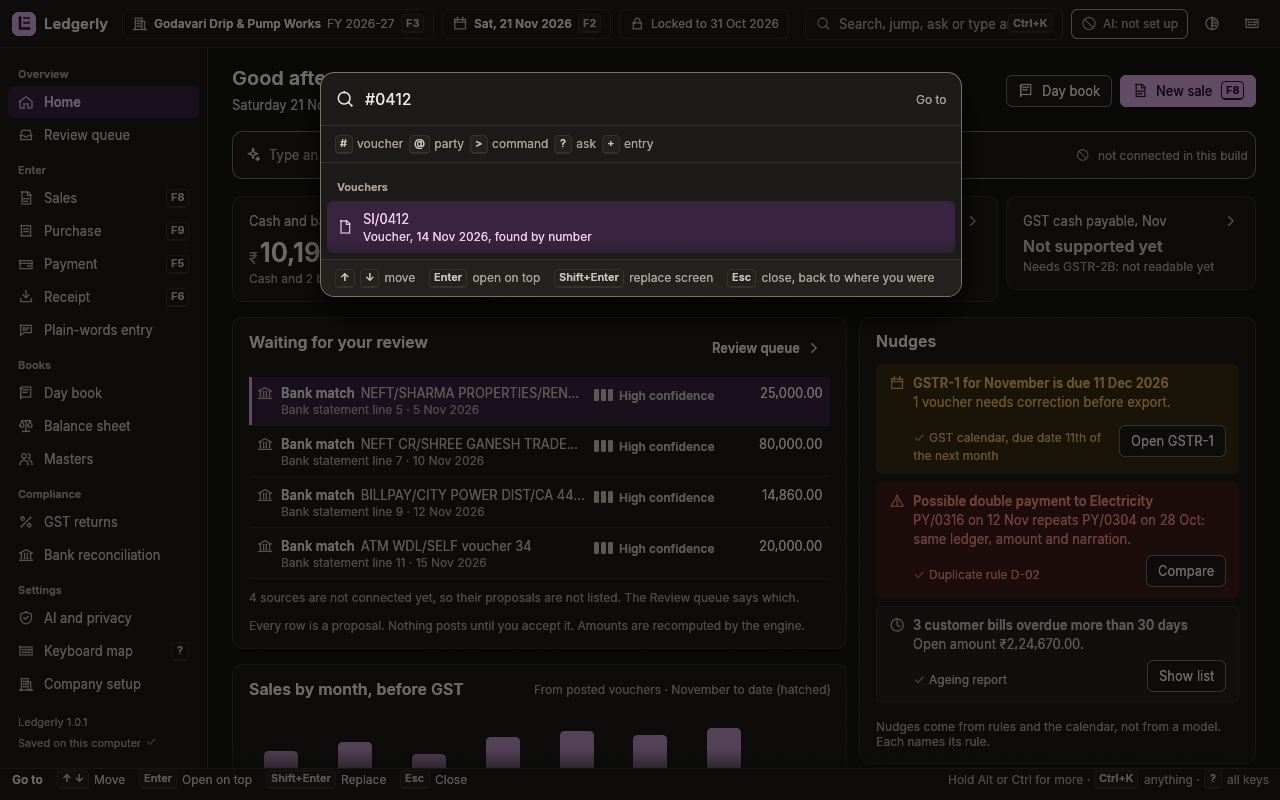 Ledgerly
Godavari Drip & Pump Works FY 2026-27 F3
Sat, 21 Nov 2026 F2
Locked to 31 Oct 2026
Search, jump, ask or type a Ctrl+K
AI: not set up
Overview
Home
Review queue
Enter
Sales F8
Purchase F9
Payment F5
Receipt F6
Plain-words entry
Books
Day book
Balance sheet
Masters
Compliance
GST returns
Bank reconciliation
Settings
AI and privacy
Keyboard map ?
Company setup
Ledgerly 1.0.1
Saved on this computer
Good afte
Saturday 21 No
Day book
New sale F8
Type an
not connected in this build
#0412 Go to
# voucher @ party > command ? ask + entry
Vouchers
SI/0412
Voucher, 14 Nov 2026, found by number
↑ ↓ move Enter open on top Shift+Enter replace screen Esc close, back to where you were
Cash and b
₹10,19
Cash and 2 b
GST cash payable, Nov
Not supported yet
Needs GSTR-2B: not readable yet
Waiting for your review
Review queue
Bank match NEFT/SHARMA PROPERTIES/REN... High confidence 25,000.00
Bank statement line 5 · 5 Nov 2026
Bank match NEFT CR/SHREE GANESH TRADE... High confidence 80,000.00
Bank statement line 7 · 10 Nov 2026
Bank match BILLPAY/CITY POWER DIST/CA 44... High confidence 14,860.00
Bank statement line 9 · 12 Nov 2026
Bank match ATM WDL/SELF voucher 34 High confidence 20,000.00
Bank statement line 11 · 15 Nov 2026
4 sources are not connected yet, so their proposals are not listed. The Review queue says which.
Every row is a proposal. Nothing posts until you accept it. Amounts are recomputed by the engine.
Sales by month, before GST
From posted vouchers · November to date (hatched)
Nudges
GSTR-1 for November is due 11 Dec 2026
1 voucher needs correction before export.
✓ GST calendar, due date 11th of
the next month
Open GSTR-1
Possible double payment to Electricity
PY/0316 on 12 Nov repeats PY/0304 on 28 Oct:
same ledger, amount and narration.
✓ Duplicate rule D-02
Compare
3 customer bills overdue more than 30 days
Open amount ₹2,24,670.00.
✓ Ageing report
Show list
Nudges come from rules and the calendar, not from a model.
Each names its rule.
Go to ↑↓ Move Enter Open on top Shift+Enter Replace Esc Close
Hold Alt or Ctrl for more · Ctrl+K anything · ? all keys